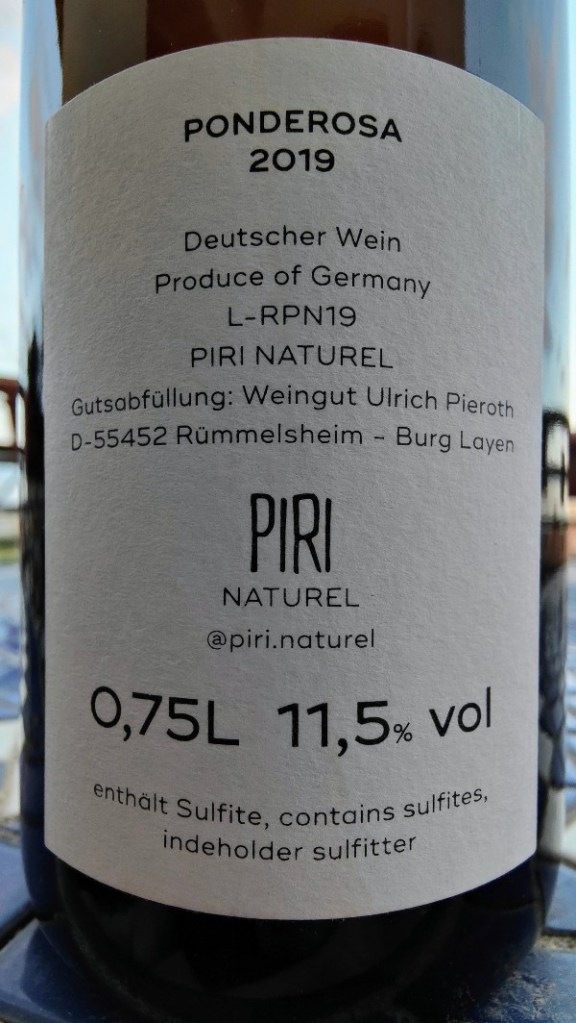 PONDEROSA
2019
Deutscher Wein
Produce of Germany
L-RPN19
PIRI NATUREL
Gutsabfüllung: Weingut Ulrich Pieroth
D-55452 Rümmelsheim - Burg Layen
PIRI
NATUREL
@piri.naturel
0,75L 11,5% vol
enthält Sulfite, contains sulfites,
indeholder sulfitter